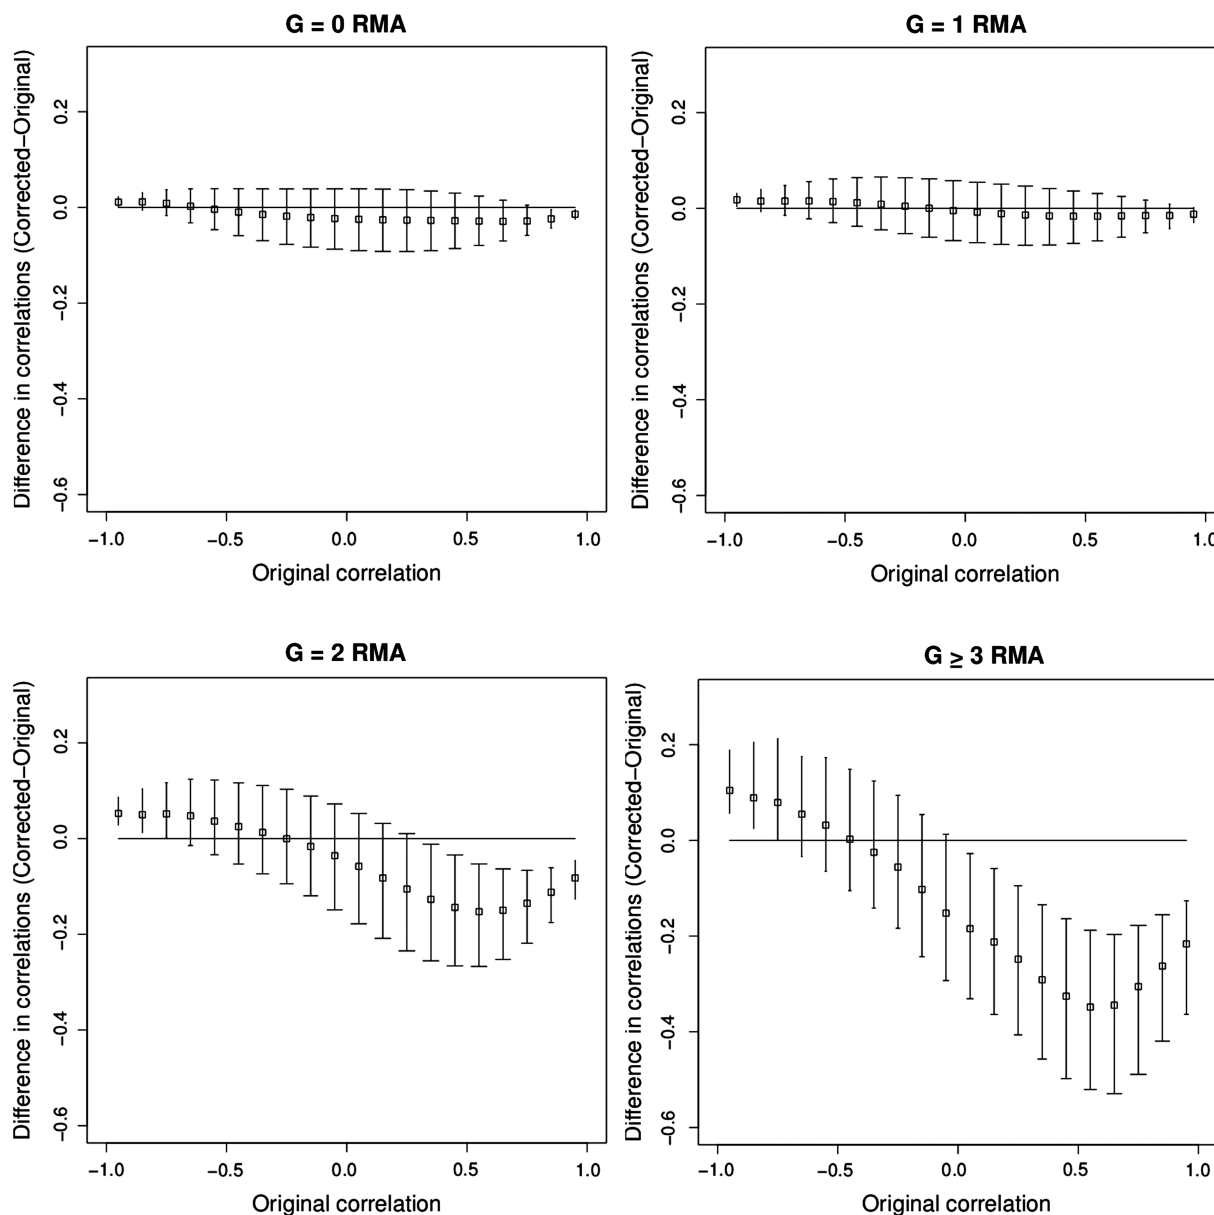 G = 0 RMA
Difference in correlations (Corrected−Original)
0.2
0.0
−0.2
−0.4
−0.6
−1.0 −0.5 0.0 0.5 1.0
Original correlation
G = 1 RMA
Difference in correlations (Corrected−Original)
0.2
0.0
−0.2
−0.4
−0.6
−1.0 −0.5 0.0 0.5 1.0
Original correlation
G = 2 RMA
Difference in correlations (Corrected−Original)
0.2
0.0
−0.2
−0.4
−0.6
−1.0 −0.5 0.0 0.5 1.0
Original correlation
G ≥ 3 RMA
Difference in correlations (Corrected−Original)
0.2
0.0
−0.2
−0.4
−0.6
−1.0 −0.5 0.0 0.5 1.0
Original correlation